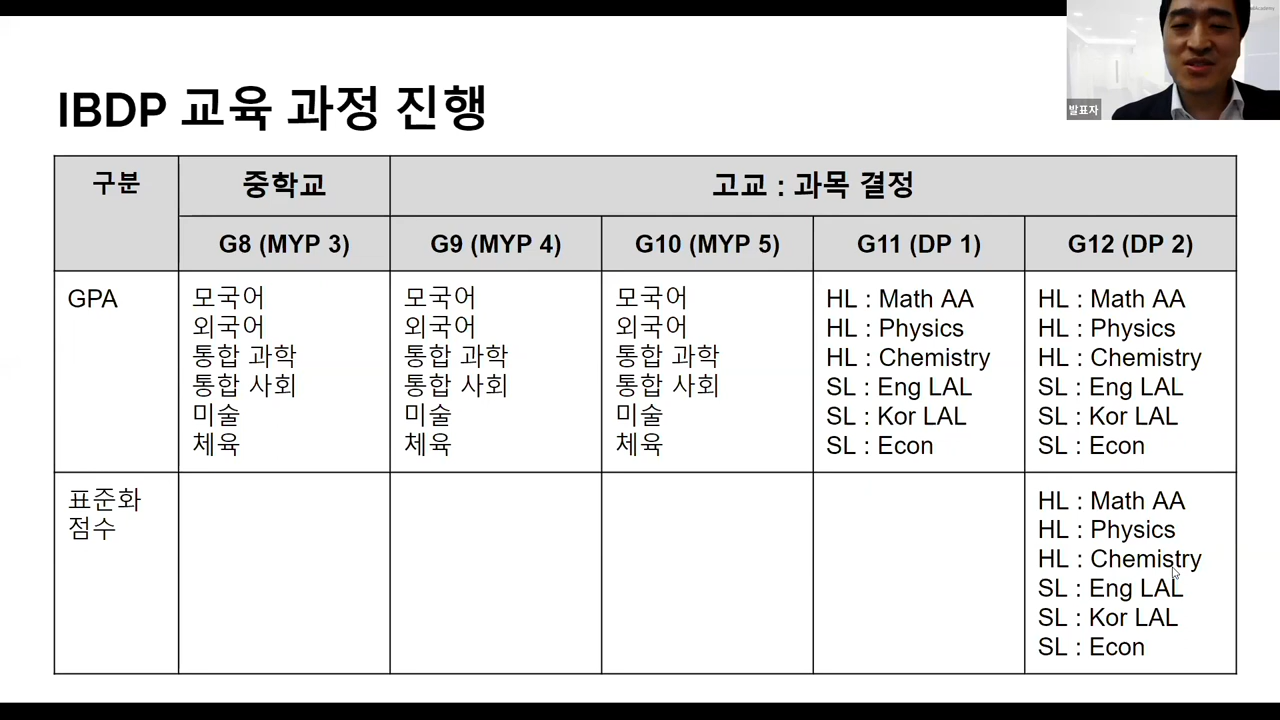 발표자
IBDP 교육 과정 진행
구분
중학교
고교 : 과목 결정
G8 (MYP 3)
G9 (MYP 4)
G10 (MYP 5)
G11 (DP 1)
G12 (DP 2)
GPA
모국어
외국어
통합 과학
통합 사회
미술
체육
모국어
외국어
통합 과학
통합 사회
미술
체육
모국어
외국어
통합 과학
통합 사회
미술
체육
HL : Math AA
HL : Physics
HL : Chemistry
SL : Eng LAL
SL : Kor LAL
SL : Econ
HL : Math AA
HL : Physics
HL : Chemistry
SL : Eng LAL
SL : Kor LAL
SL : Econ
표준화
점수
HL : Math AA
HL : Physics
HL : Chemistry
SL : Eng LAL
SL : Kor LAL
SL : Econ